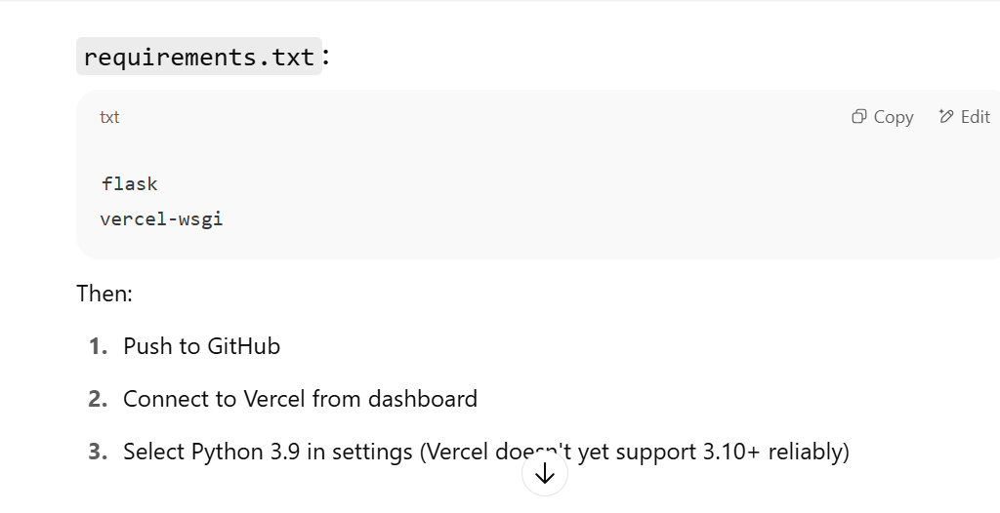 requirements.txt:
txt
Copy
Edit
flask
vercel-wsgi
Then:
1. Push to GitHub
2. Connect to Vercel from dashboard
3. Select Python 3.9 in settings (Vercel doesn't yet support 3.10+ reliably)